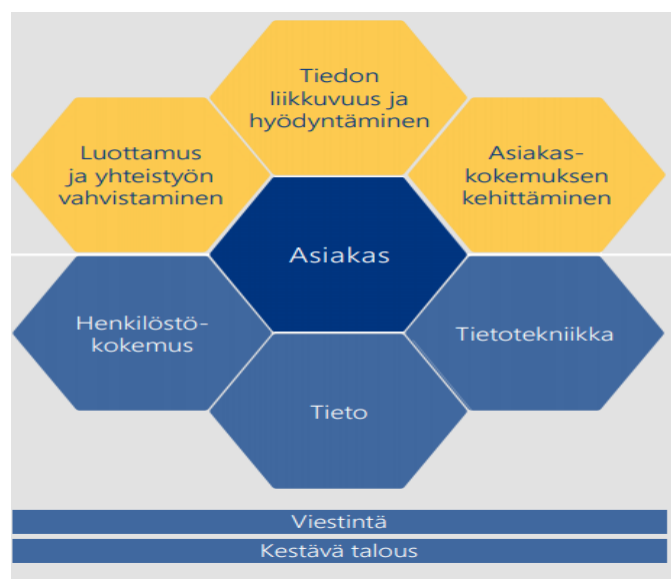 Tiedon
liikkuvuus ja
hyödyntäminen
Luottamus
ja yhteistyön
vahvistaminen
Asiakas-
kokemuksen
kehittäminen
Asiakas
Henkilöstö-
kokemus
Tietotekniikka
Tieto
Viestintä
Kestävä talous